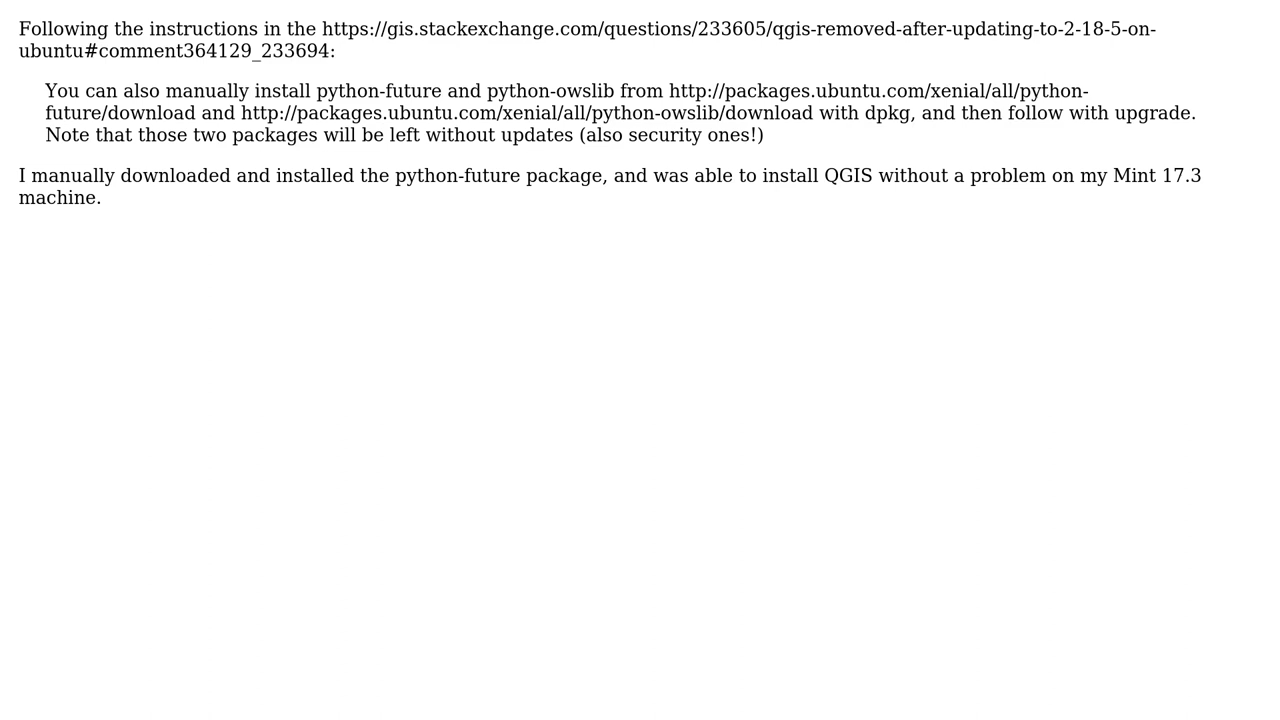 Following the instructions in the https://gis.stackexchange.com/questions/233605/qgis-removed-after-updating-to-2-18-5-on-
ubuntu#comment364129_233694:
You can also manually install python-future and python-owslib from http://packages.ubuntu.com/xenial/all/python-
future/download and http://packages.ubuntu.com/xenial/all/python-owslib/download with dpkg, and then follow with upgrade.
Note that those two packages will be left without updates (also security ones!)
I manually downloaded and installed the python-future package, and was able to install QGIS without a problem on my Mint 17.3
machine.